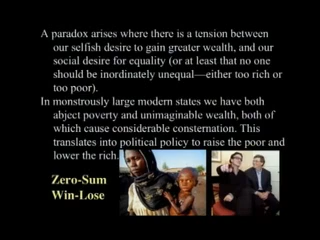 A paradox arises where there is a tension between
our selfish desire to gain greater wealth, and our
social desire for equality (or at least that no one
should be inordinately unequal—either too rich or
too poor).
In monstrously large modern states we have both
abject poverty and unimaginable wealth, both of
which cause considerable consternation. This
translates into political policy to raise the poor and
lower the rich.
Zero-Sum
Win-Lose